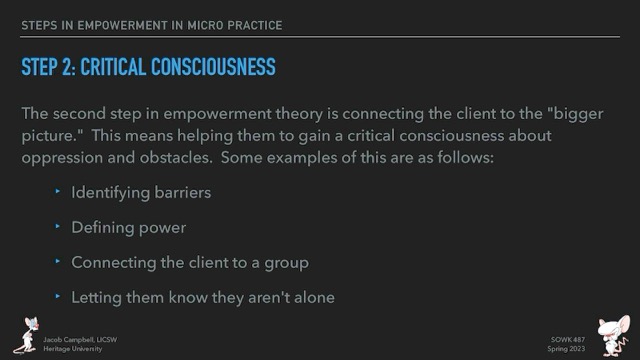 STEPS IN EMPOWERMENT IN MICRO PRACTICE
STEP 2: CRITICAL CONSCIOUSNESS
The second step in empowerment theory is connecting the client to the "bigger
picture." This means helping them to gain a critical consciousness about
oppression and obstacles. Some examples of this are as follows:
‣ Identifying barriers
‣ Defining power
‣ Connecting the client to a group
‣ Letting them know they aren't alone
Jacob Campbell, LICSW
Heritage University
SOWK 487
Spring 2023